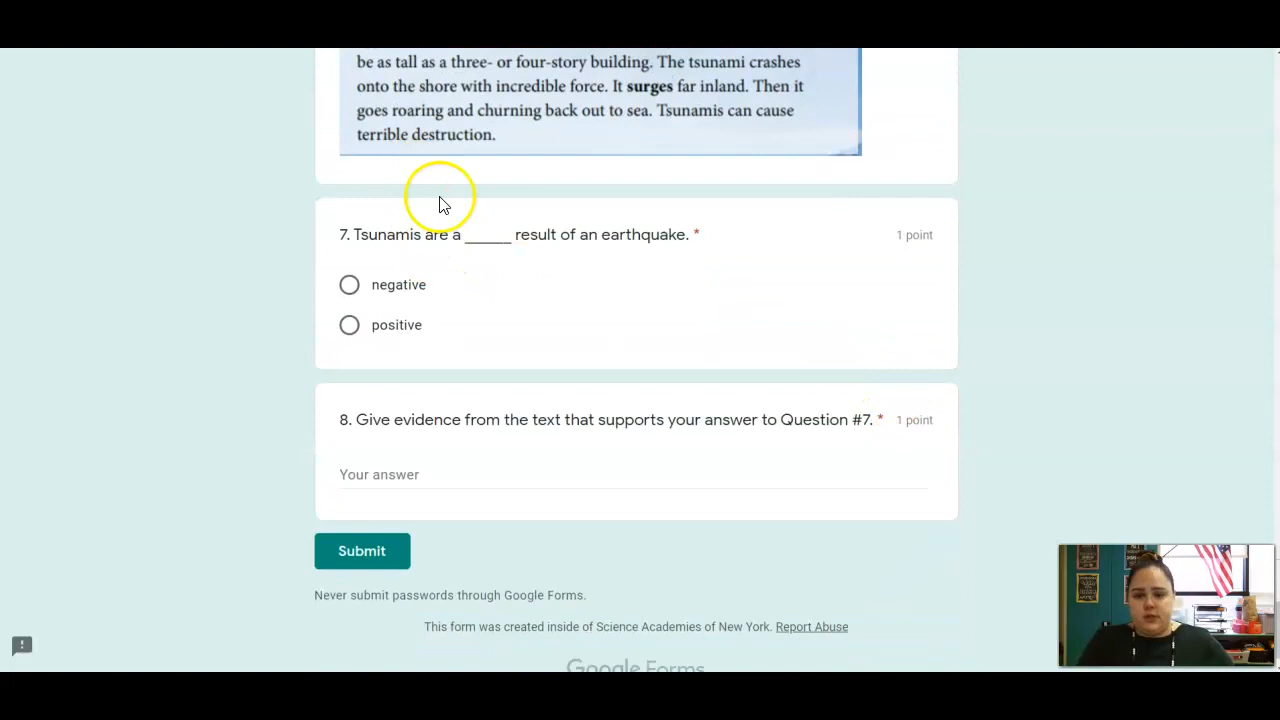 be as tall as a three- or four-story building. The tsunami crashes
onto the shore with incredible force. It surges far inland. Then it
goes roaring and churning back out to sea. Tsunamis can cause
terrible destruction.
7. Tsunamis are a ______ result of an earthquake. *
1 point
negative
positive
8. Give evidence from the text that supports your answer to Question #7. *
1 point
Your answer
Submit
Never submit passwords through Google Forms.
This form was created inside of Science Academies of New York. Report Abuse
Google Forms